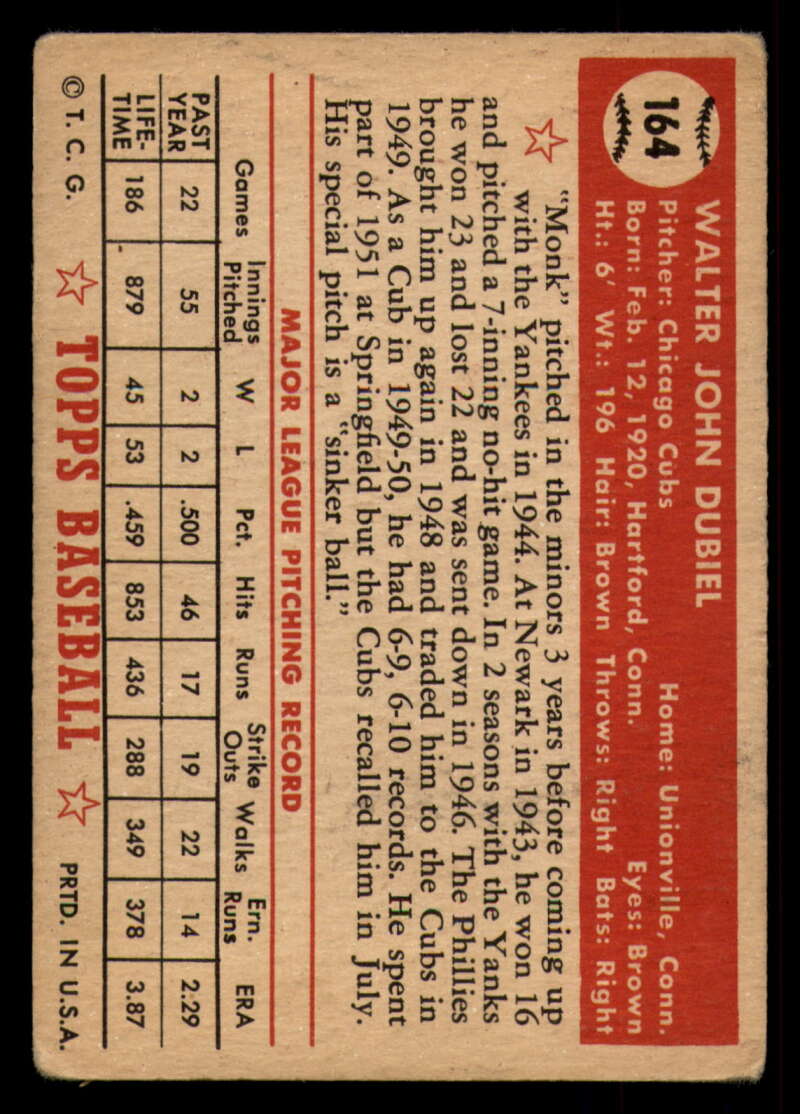 164
WALTER JOHN DUBIEL
Pitcher: Chicago Cubs Home: Unionville, Conn.
Born: Feb. 12, 1920, Hartford, Conn. Eyes: Brown
Ht.: 6' Wt.: 196 Hair: Brown Throws: Right Bats: Right
"Monk" pitched in the minors 3 years before coming up
with the Yankees in 1944. At Newark in 1943, he won 16
and pitched a 7-inning no-hit game. In 2 seasons with the Yanks
he won 23 and lost 22 and was sent down in 1946. The Phillies
brought him up again in 1948 and traded him to the Cubs in
1949. As a Cub in 1949-50, he had 6-9, 6-10 records. He spent
part of 1951 at Springfield but the Cubs recalled him in July.
His special pitch is a "sinker ball."
MAJOR LEAGUE PITCHING RECORD
Games Innings Pitched W L Pct. Hits Runs Strike Outs Walks Ern. Runs ERA
PAST YEAR 22 55 2 2 .500 46 17 19 22 14 2.29
LIFE-TIME 186 879 45 53 .459 853 436 288 349 378 3.87
© T. C. G. TOPPS BASEBALL PRTD. IN U.S.A.